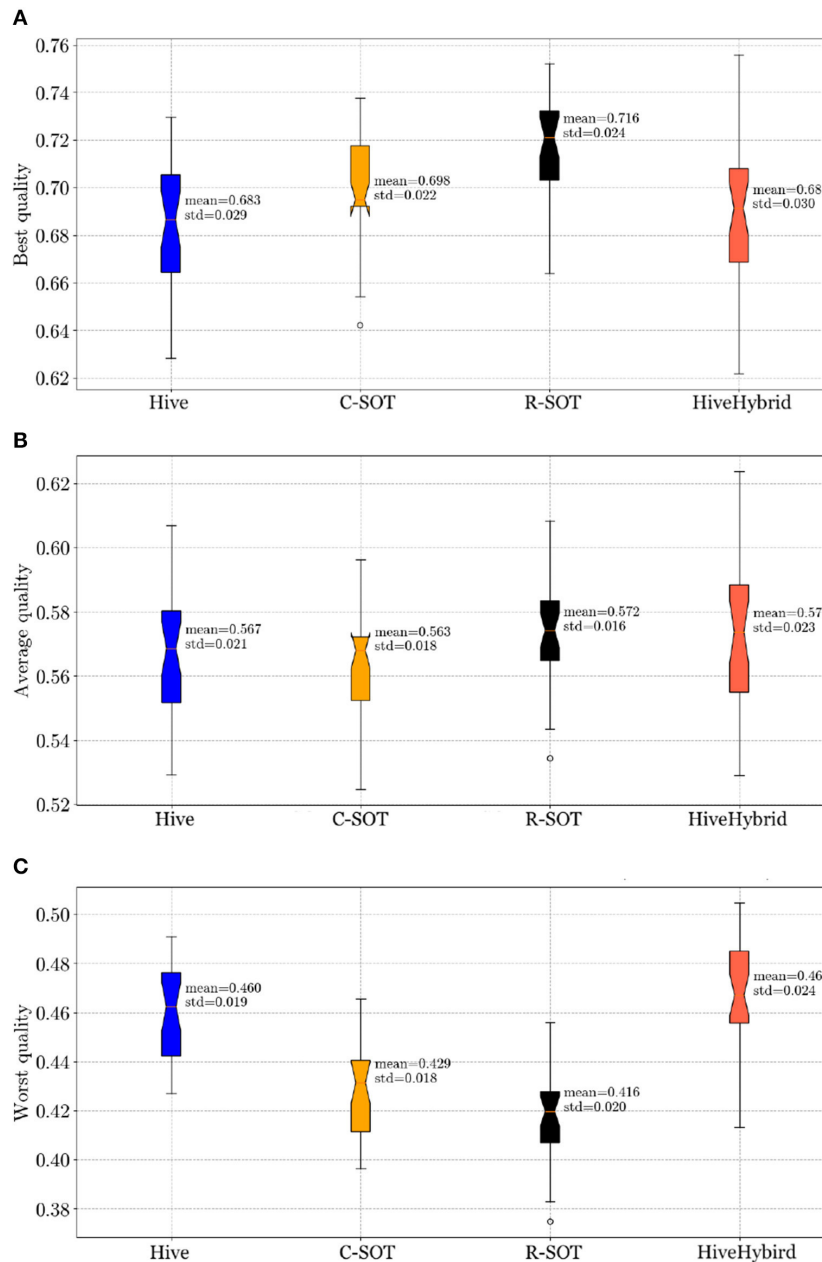 A
0.76
0.74
0.72
0.70
0.68
0.66
0.64
0.62
Best quality
mean=0.683
std=0.029
mean=0.698
std=0.022
mean=0.716
std=0.024
mean=0.68
std=0.030
Hive
C-SOT
R-SOT
HiveHybrid
B
0.62
0.60
0.58
0.56
0.54
0.52
Average quality
mean=0.567
std=0.021
mean=0.563
std=0.018
mean=0.572
std=0.016
mean=0.57
std=0.023
Hive
C-SOT
R-SOT
HiveHybrid
C
0.50
0.48
0.46
0.44
0.42
0.40
0.38
Worst quality
mean=0.460
std=0.019
mean=0.429
std=0.018
mean=0.416
std=0.020
mean=0.46
std=0.024
Hive
C-SOT
R-SOT
HiveHybird